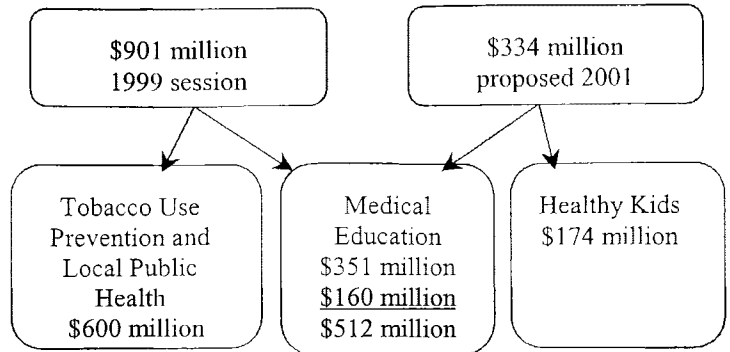 $901 million
1999 session
$334 million
proposed 2001
Tobacco Use
Prevention and
Local Public
Health
$600 million
Medical
Education
$351 million
$160 million
$512 million
Healthy Kids
$174 million